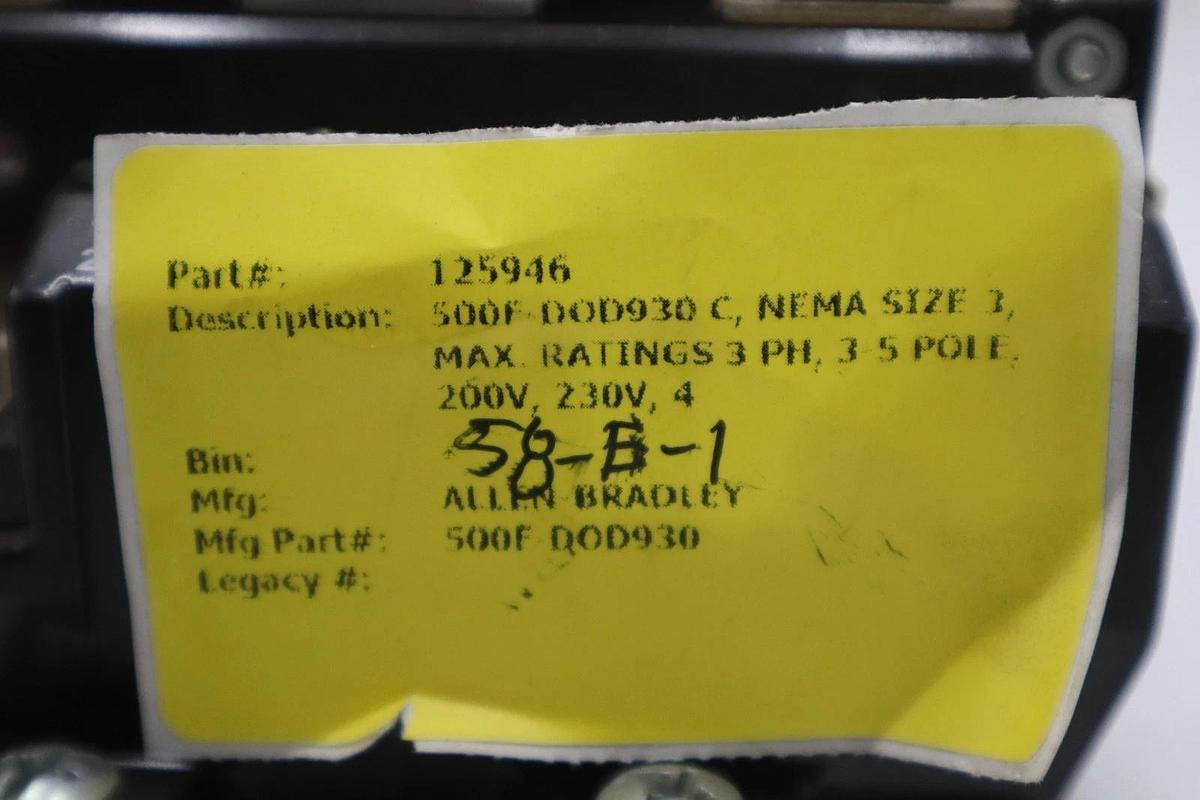 Part#: 125946
Description: 500F-DOD930 C, NEMA SIZE 3,
MAX. RATINGS 3 PH, 3-5 POLE,
200V, 230V, 4
Bin: 58-B-1
Mfg: ALLEN BRADLEY
Mfg Part#: 500F-DOD930
Legacy #: